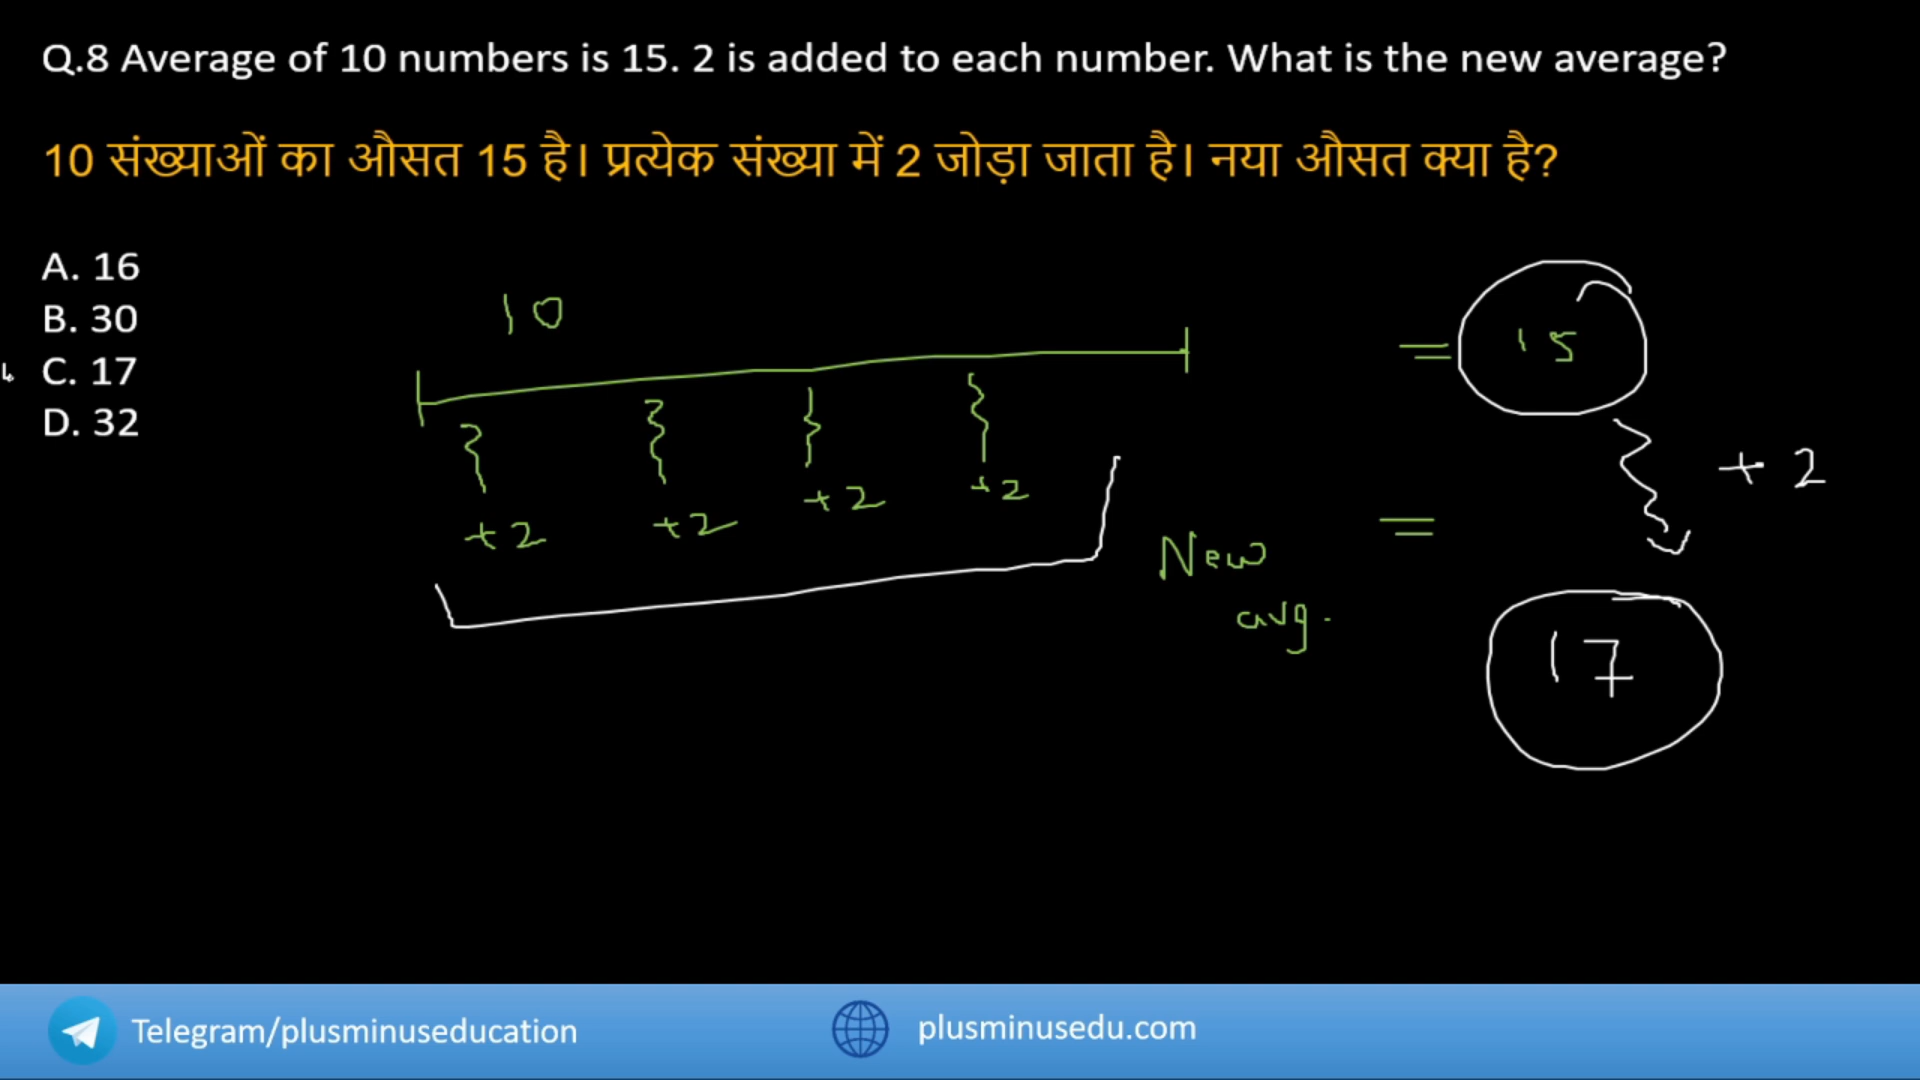 Q.8 Average of 10 numbers is 15. 2 is added to each number. What is the new average?
10 संख्याओं का औसत 15 है। प्रत्येक संख्या में 2 जोड़ा जाता है। नया औसत क्या है?
A. 16
B. 30
C. 17
D. 32
10
= 15
+2 +2 +2 +2
+ 2
New avg. =
17
Telegram/plusminuseducation
plusminusedu.com